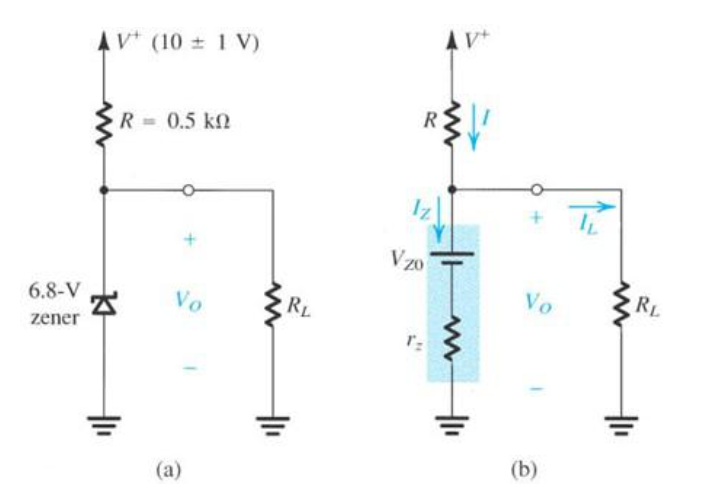 V⁺ (10 ± 1 V)
R = 0.5 kΩ
6.8-V
zener
+
V_O
−
R_L
(a)
V⁺
R
I
I_Z
V_Z0
r_z
+
V_O
−
I_L
R_L
(b)